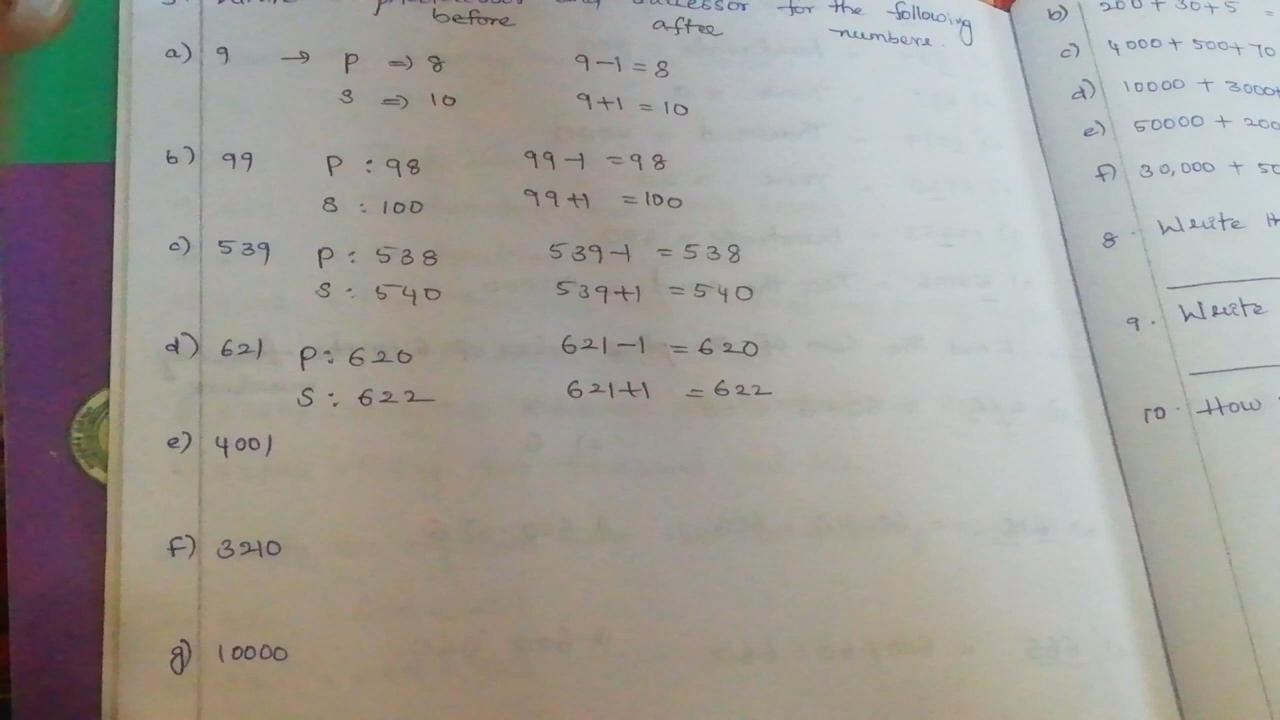 successor for the following
before after numbers.
a) 9 → P ⇒ 8 9-1 = 8
S ⇒ 10 9+1 = 10
b) 99 P : 98 99-1 = 98
S : 100 99+1 = 100
c) 539 P : 538 539-1 = 538
S : 540 539+1 = 540
d) 621 P : 620 621-1 = 620
S : 622 621+1 = 622
e) 4001
f) 3210
g) 10000
b) 200 + 30 + 5 =
c) 4000 + 500 + 70
d) 10000 + 3000+
e) 50000 + 200
f) 30,000 + 50
8. Write
9. Write
10. How